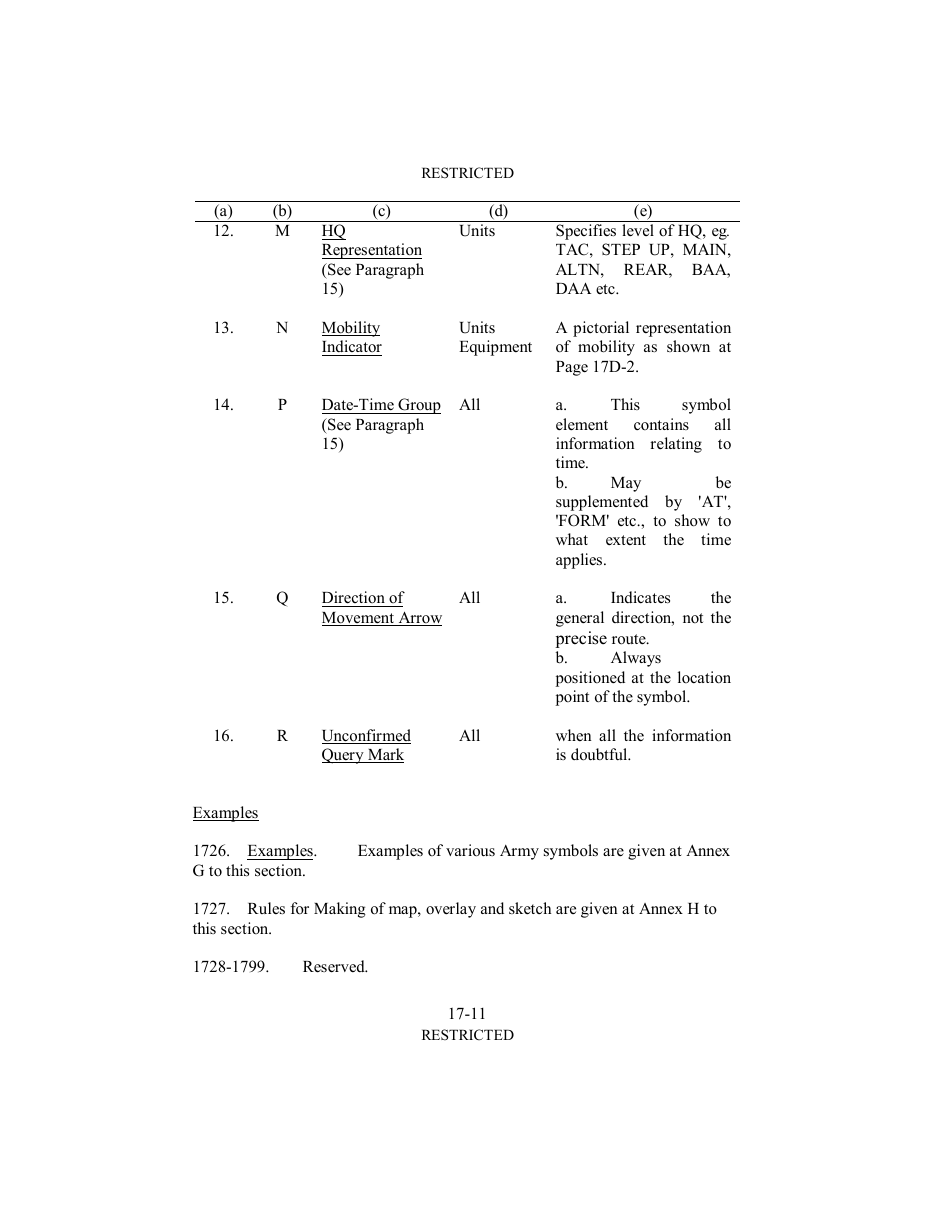 RESTRICTED
(a) (b) (c) (d) (e)
12. M HQ Units Specifies level of HQ, eg.
Representation TAC, STEP UP, MAIN,
(See Paragraph ALTN, REAR, BAA,
15) DAA etc.
13. N Mobility Units A pictorial representation
Indicator Equipment of mobility as shown at
Page 17D-2.
14. P Date-Time Group All a. This symbol
(See Paragraph element contains all
15) information relating to
time.
b. May be
supplemented by 'AT',
'FORM' etc., to show to
what extent the time
applies.
15. Q Direction of All a. Indicates the
Movement Arrow general direction, not the
precise route.
b. Always
positioned at the location
point of the symbol.
16. R Unconfirmed All when all the information
Query Mark is doubtful.
Examples
1726. Examples. Examples of various Army symbols are given at Annex
G to this section.
1727. Rules for Making of map, overlay and sketch are given at Annex H to
this section.
1728-1799. Reserved.
17-11
RESTRICTED